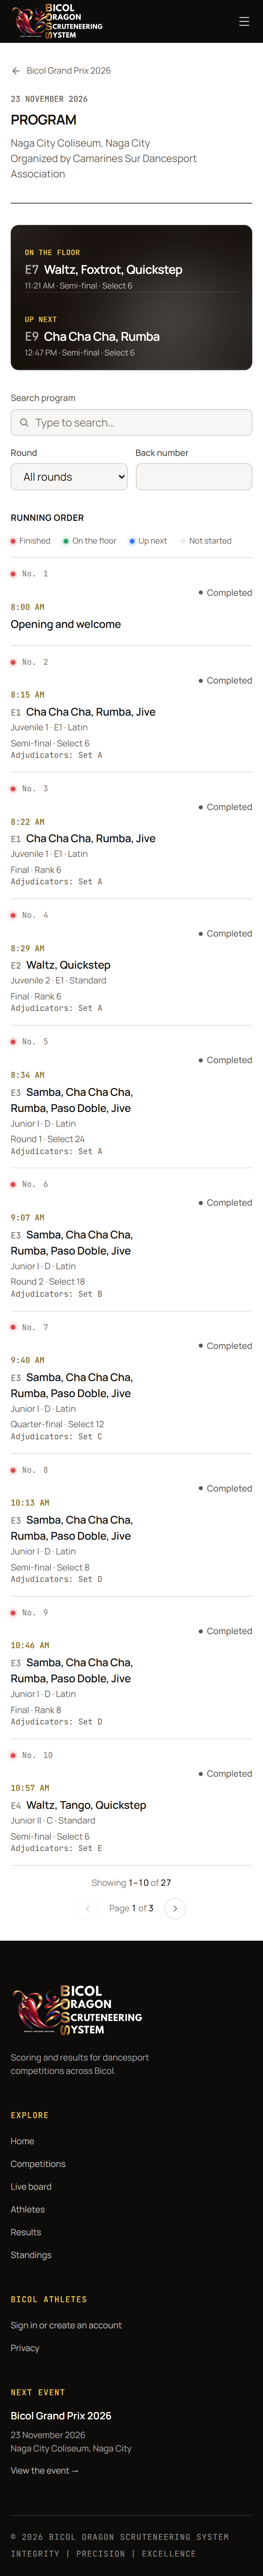 BICOL
DRAGON
SCRUTENEERING
SYSTEM
← Bicol Grand Prix 2026
23 NOVEMBER 2026
PROGRAM
Naga City Coliseum, Naga City
Organized by Camarines Sur Dancesport
Association
ON THE FLOOR
E7 Waltz, Foxtrot, Quickstep
11:21 AM · Semi-final · Select 6
UP NEXT
E9 Cha Cha Cha, Rumba
12:47 PM · Semi-final · Select 6
Search program
Type to search...
Round
Back number
All rounds
RUNNING ORDER
Finished
On the floor
Up next
Not started
No. 1
Completed
8:00 AM
Opening and welcome
No. 2
Completed
8:15 AM
E1 Cha Cha Cha, Rumba, Jive
Juvenile 1 · E1 · Latin
Semi-final · Select 6
Adjudicators: Set A
No. 3
Completed
8:22 AM
E1 Cha Cha Cha, Rumba, Jive
Juvenile 1 · E1 · Latin
Final · Rank 6
Adjudicators: Set A
No. 4
Completed
8:29 AM
E2 Waltz, Quickstep
Juvenile 2 · E1 · Standard
Final · Rank 6
Adjudicators: Set A
No. 5
Completed
8:34 AM
E3 Samba, Cha Cha Cha,
Rumba, Paso Doble, Jive
Junior I · D · Latin
Round 1 · Select 24
Adjudicators: Set A
No. 6
Completed
9:07 AM
E3 Samba, Cha Cha Cha,
Rumba, Paso Doble, Jive
Junior I · D · Latin
Round 2 · Select 18
Adjudicators: Set B
No. 7
Completed
9:40 AM
E3 Samba, Cha Cha Cha,
Rumba, Paso Doble, Jive
Junior I · D · Latin
Quarter-final · Select 12
Adjudicators: Set C
No. 8
Completed
10:13 AM
E3 Samba, Cha Cha Cha,
Rumba, Paso Doble, Jive
Junior I · D · Latin
Semi-final · Select 8
Adjudicators: Set D
No. 9
Completed
10:46 AM
E3 Samba, Cha Cha Cha,
Rumba, Paso Doble, Jive
Junior I · D · Latin
Final · Rank 8
Adjudicators: Set D
No. 10
Completed
10:57 AM
E4 Waltz, Tango, Quickstep
Junior II · C · Standard
Semi-final · Select 6
Adjudicators: Set E
Showing 1–10 of 27
Page 1 of 3
BICOL
DRAGON
SCRUTENEERING
SYSTEM
Scoring and results for dancesport
competitions across Bicol.
EXPLORE
Home
Competitions
Live board
Athletes
Results
Standings
BICOL ATHLETES
Sign in or create an account
Privacy
NEXT EVENT
Bicol Grand Prix 2026
23 November 2026
Naga City Coliseum, Naga City
View the event →
© 2026 BICOL DRAGON SCRUTENEERING SYSTEM
INTEGRITY | PRECISION | EXCELLENCE